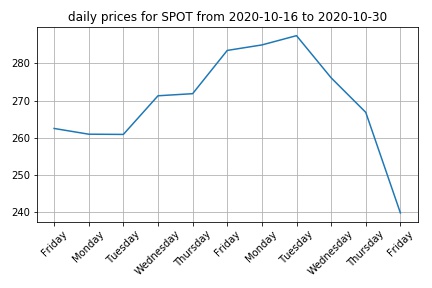 daily prices for SPOT from 2020-10-16 to 2020-10-30
280
270
260
250
240
Friday
Monday
Tuesday
Wednesday
Thursday
Friday
Monday
Tuesday
Wednesday
Thursday
Friday